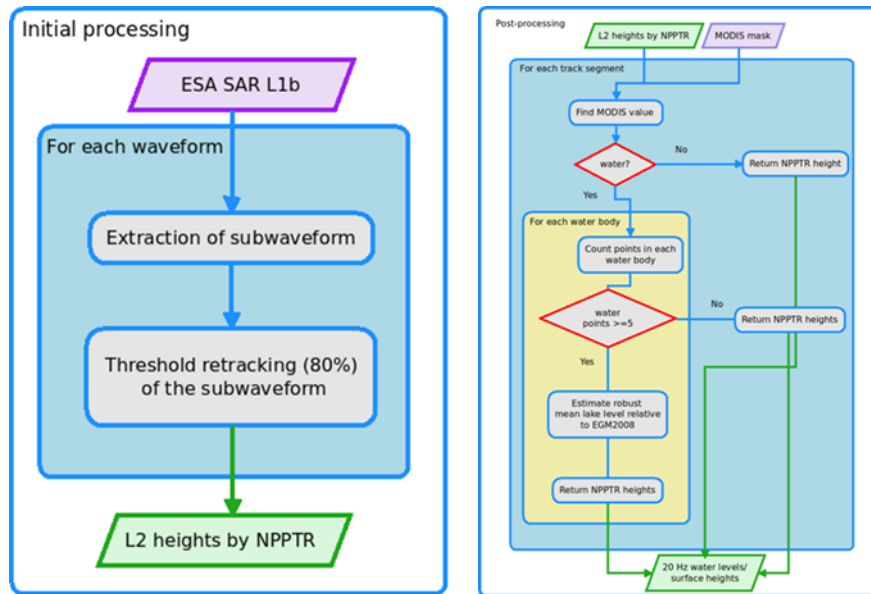 Initial processing
ESA SAR L1b
For each waveform
Extraction of subwaveform
Threshold retracking (80%)
of the subwaveform
L2 heights by NPPTR
Post-processing
L2 heights by NPPTR
MODIS mask
For each track segment
Find MODIS value
water?
No
Return NPPTR height
Yes
For each water body
Count points in each
water body
water
points >=5
No
Return NPPTR heights
Yes
Estimate robust
mean lake level relative
to EGM2008
Return NPPTR heights
20 Hz water levels/
surface heights